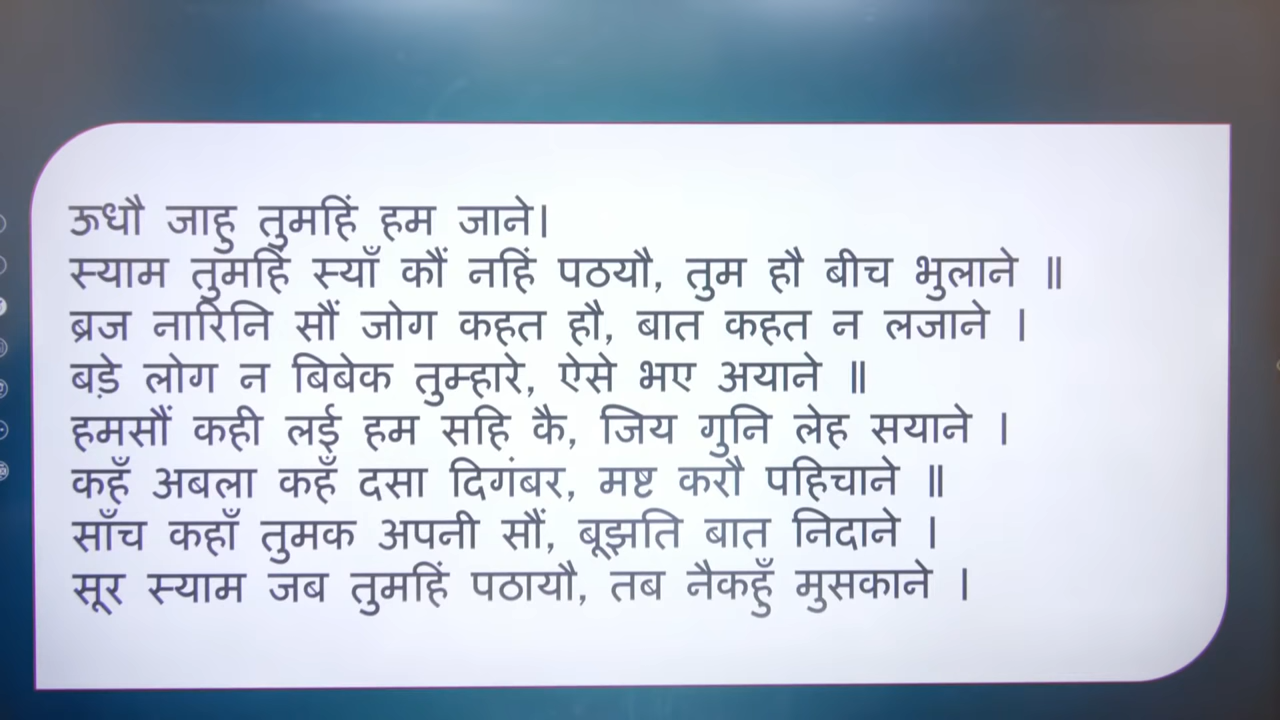 ऊधौ जाहु तुमहिं हम जाने।
स्याम तुमहिं स्याँ कौं नहिं पठयौ, तुम हौ बीच भुलाने ॥
ब्रज नारिनि सौं जोग कहत हौ, बात कहत न लजाने ।
बड़े लोग न बिबेक तुम्हारे, ऐसे भए अयाने ॥
हमसौं कही लई हम सहि कै, जिय गुनि लेह सयाने ।
कहँ अबला कहँ दसा दिगंबर, मष्ट करौ पहिचाने ॥
साँच कहाँ तुमक अपनी सौं, बूझति बात निदाने ।
सूर स्याम जब तुमहिं पठायौ, तब नैकहुँ मुसकाने ।